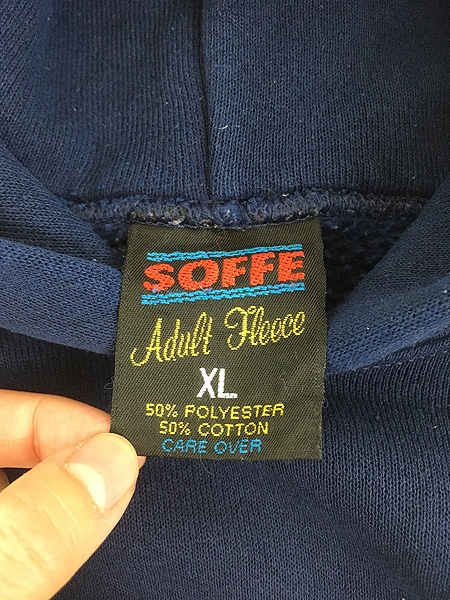 SOFFE
Adult Fleece
XL
50% POLYESTER
50% COTTON
CARE OVER